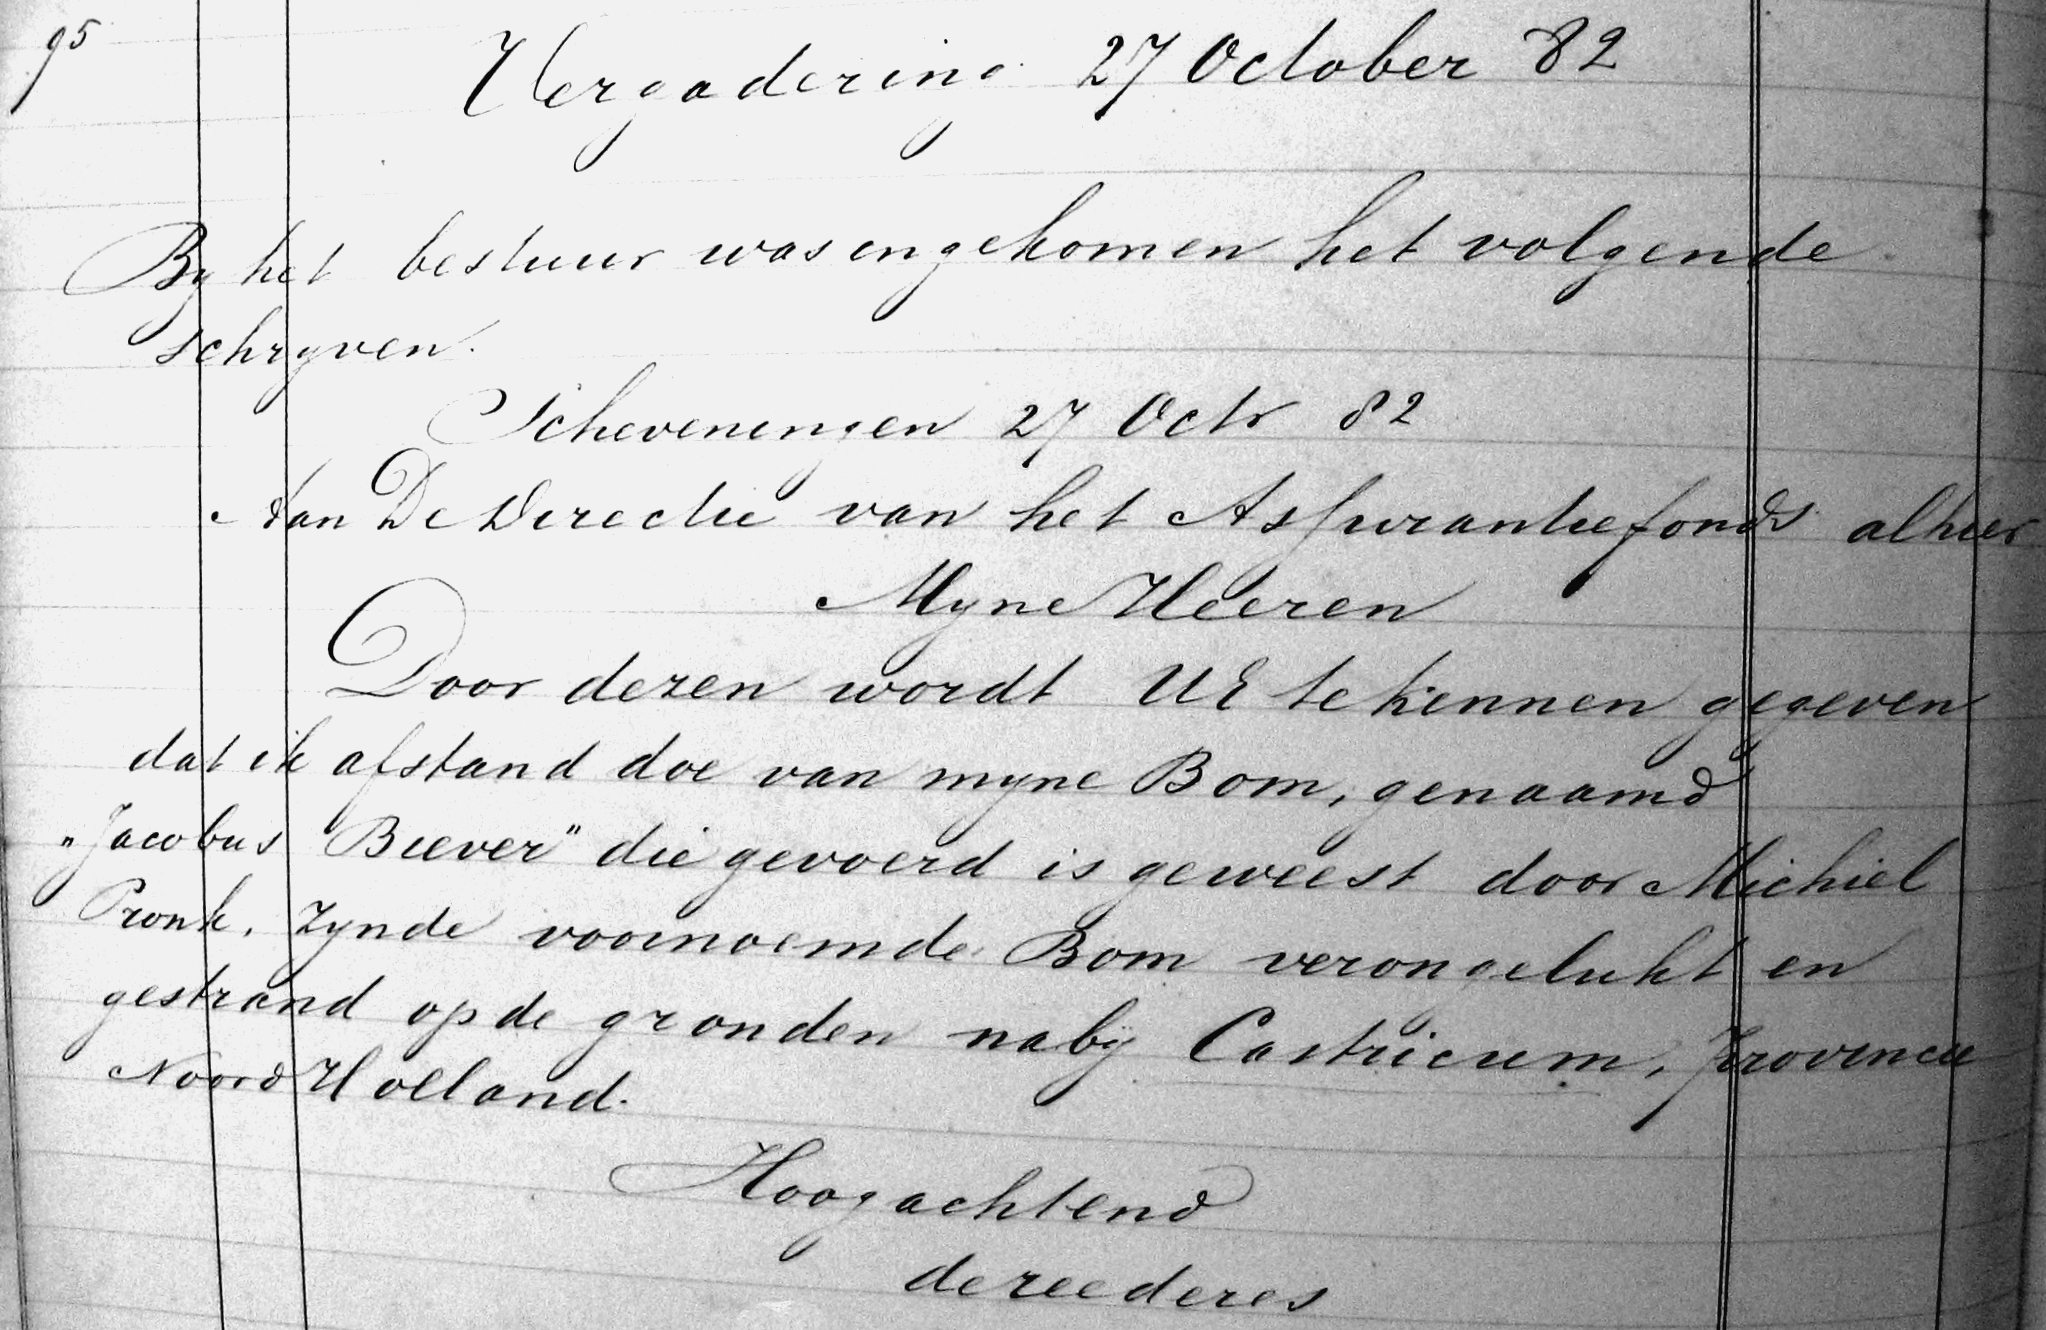 95
Vergadering 27 October 82
By het bestuur was engekomen het volgende
schryven.
Scheveningen 27 Octr 82
Aan De Directie van het Assurantiefonds alhier
Myne Heeren
Door dezen wordt UE te kennen gegeven
dat ik afstand doe van myne Bom, genaamd
"Jacobus Biever" die gevoerd is geweest door Michiel
Pronk, zynde voornoemde Bom verongelukt en
gestrand op de gronden naby Castricum, Provincie
Noord Holland.
Hoogachtend
de reederes